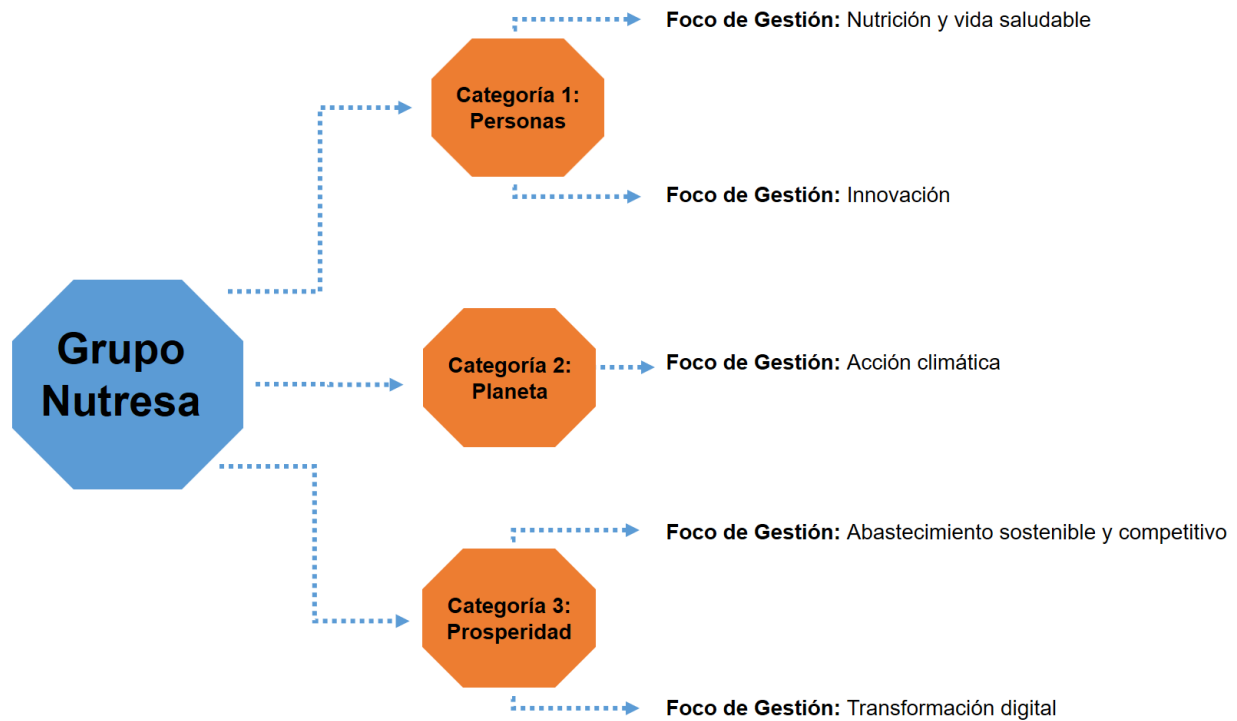 Foco de Gestión: Nutrición y vida saludable
Categoría 1:
Personas
Foco de Gestión: Innovación
Grupo
Nutresa
Categoría 2:
Planeta
Foco de Gestión: Acción climática
Foco de Gestión: Abastecimiento sostenible y competitivo
Categoría 3:
Prosperidad
Foco de Gestión: Transformación digital